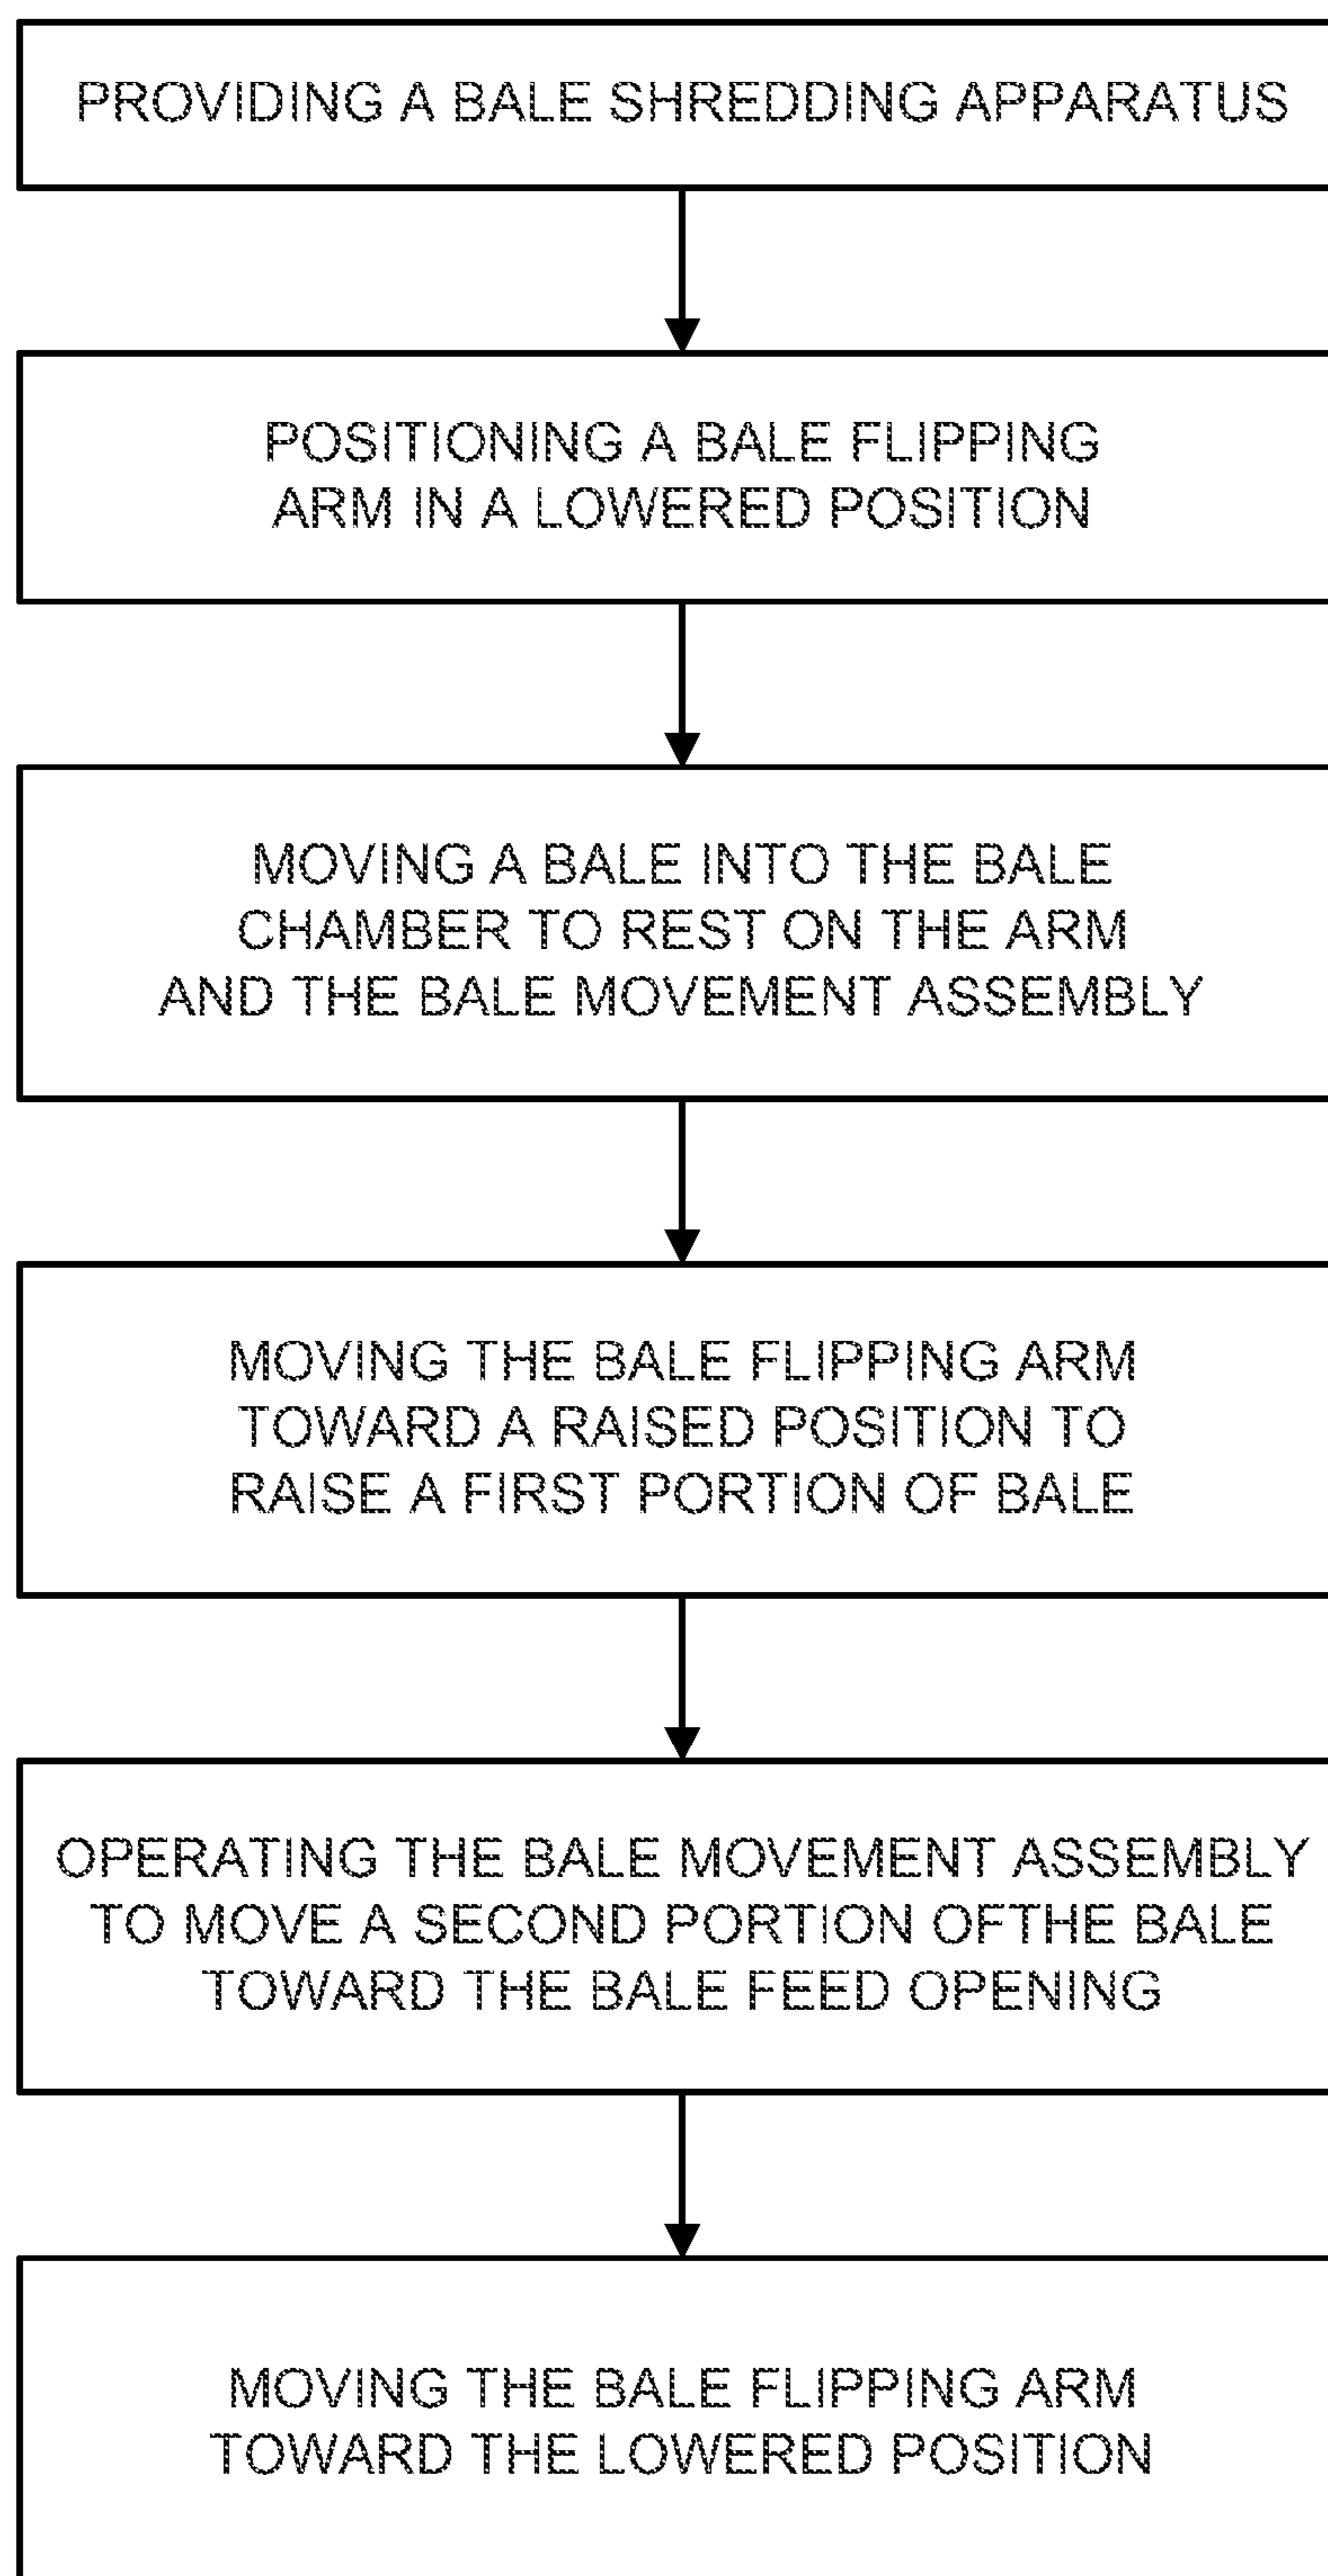 PROVIDING A BALE SHREDDING APPARATUS
POSITIONING A BALE FLIPPING
ARM IN A LOWERED POSITION
MOVING A BALE INTO THE BALE
CHAMBER TO REST ON THE ARM
AND THE BALE MOVEMENT ASSEMBLY
MOVING THE BALE FLIPPING ARM
TOWARD A RAISED POSITION TO
RAISE A FIRST PORTION OF BALE
OPERATING THE BALE MOVEMENT ASSEMBLY
TO MOVE A SECOND PORTION OFTHE BALE
TOWARD THE BALE FEED OPENING
MOVING THE BALE FLIPPING ARM
TOWARD THE LOWERED POSITION